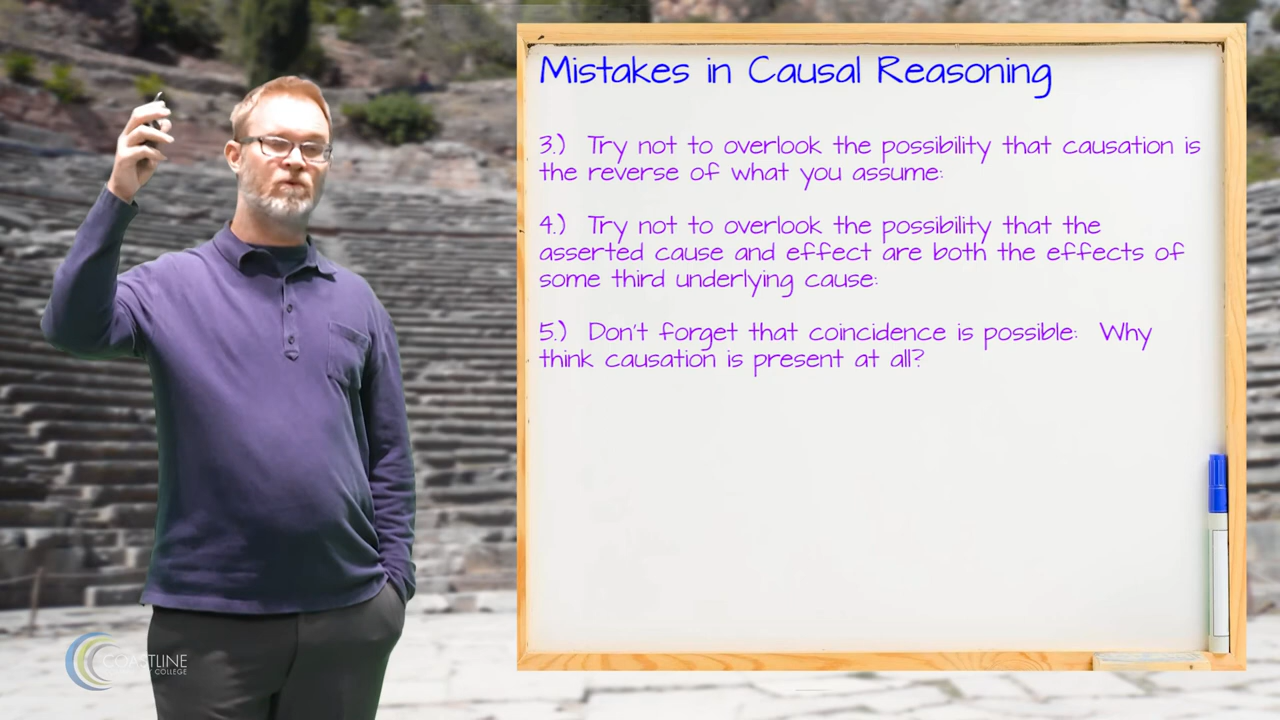 Mistakes in Causal Reasoning
3.) Try not to overlook the possibility that causation is
the reverse of what you assume:
4.) Try not to overlook the possibility that the
asserted cause and effect are both the effects of
some third underlying cause:
5.) Don't forget that coincidence is possible: Why
think causation is present at all?
COASTLINE
COLLEGE